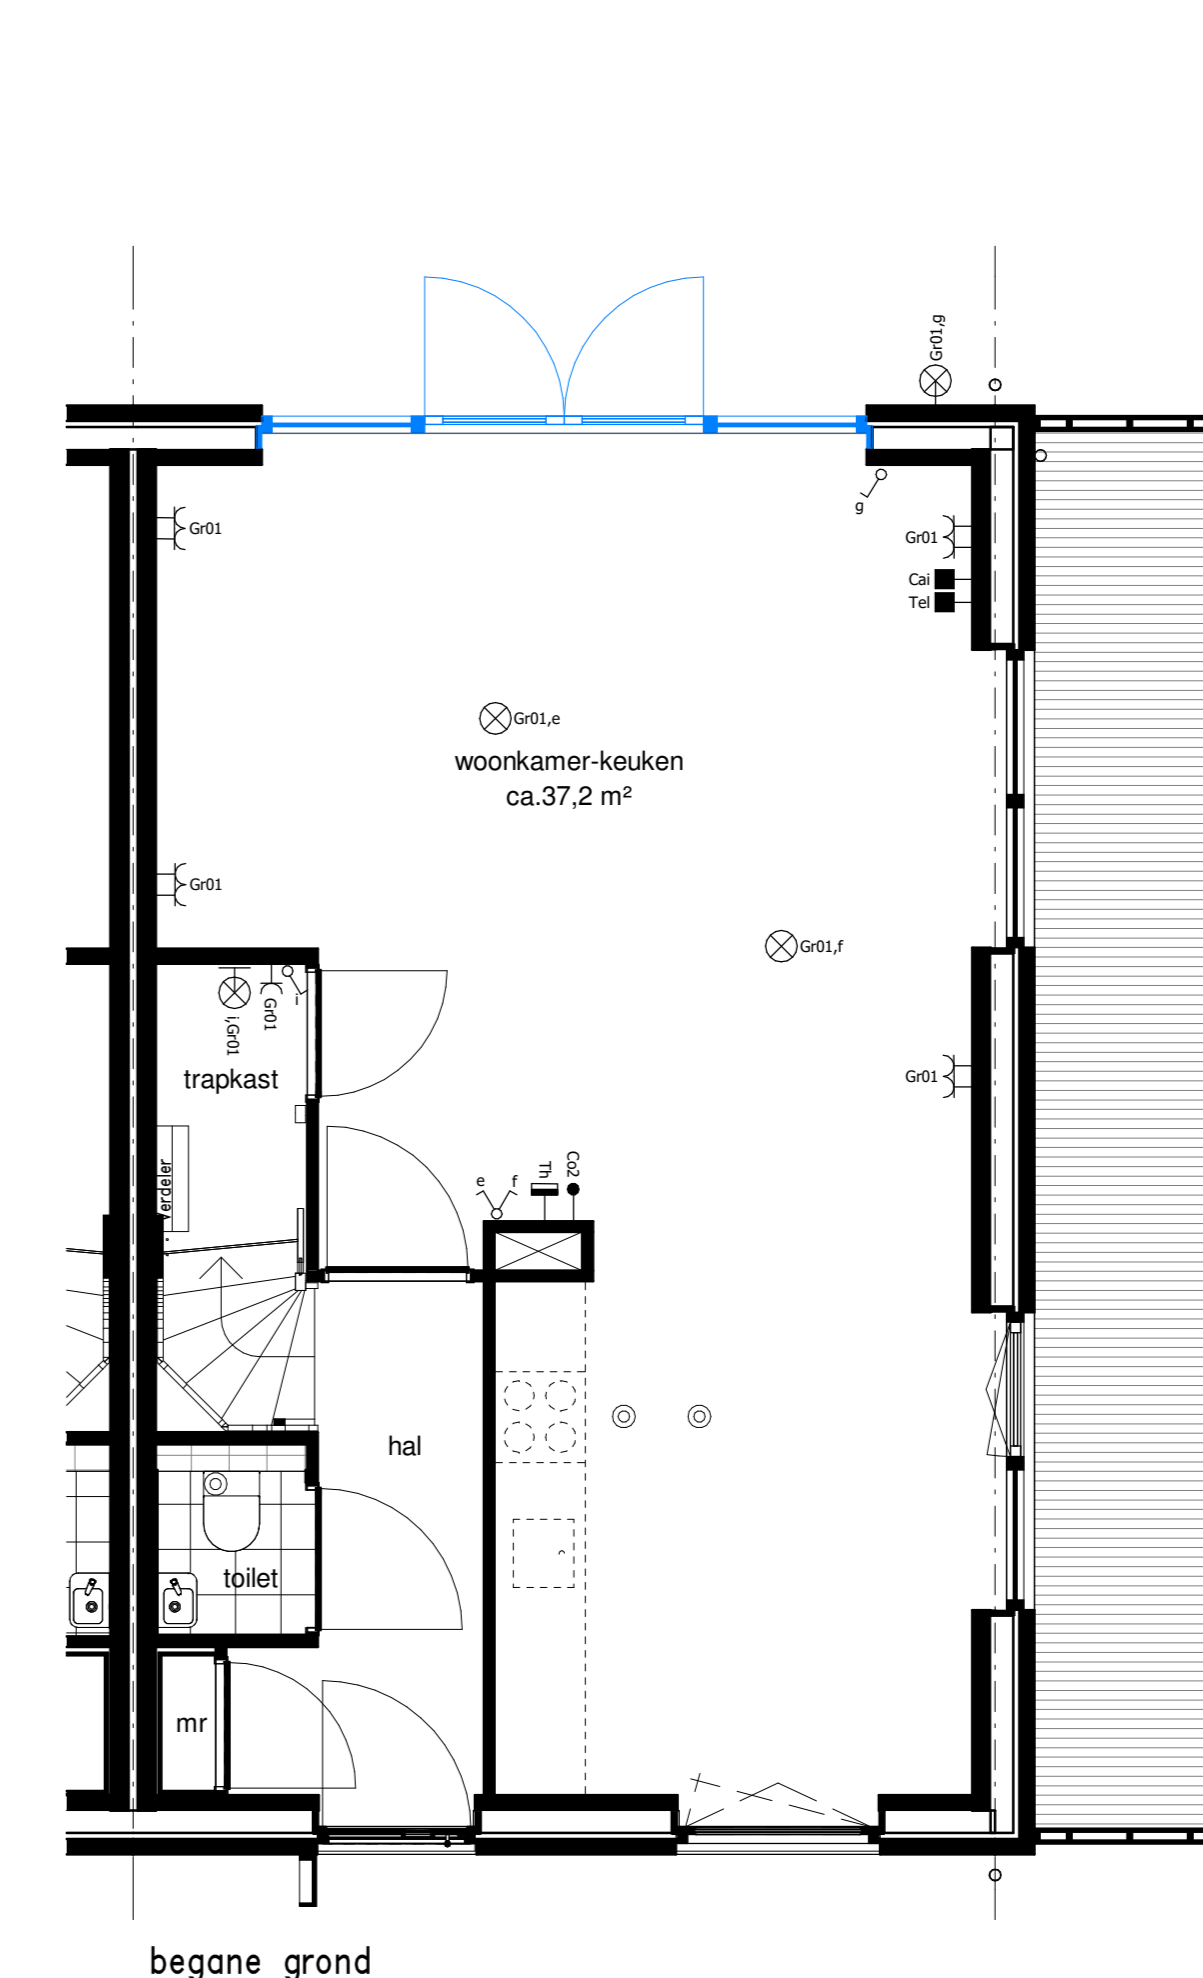 Gr01,g
g
Gr01
Gr01
Cai
Tel
Gr01,e
woonkamer-keuken
ca.37,2 m²
Gr01
Gr01,f
i
Gr01
i,Gr01
trapkast
Gr01
Verdeler
e
f
Th
Co2
hal
toilet
mr
begane grond